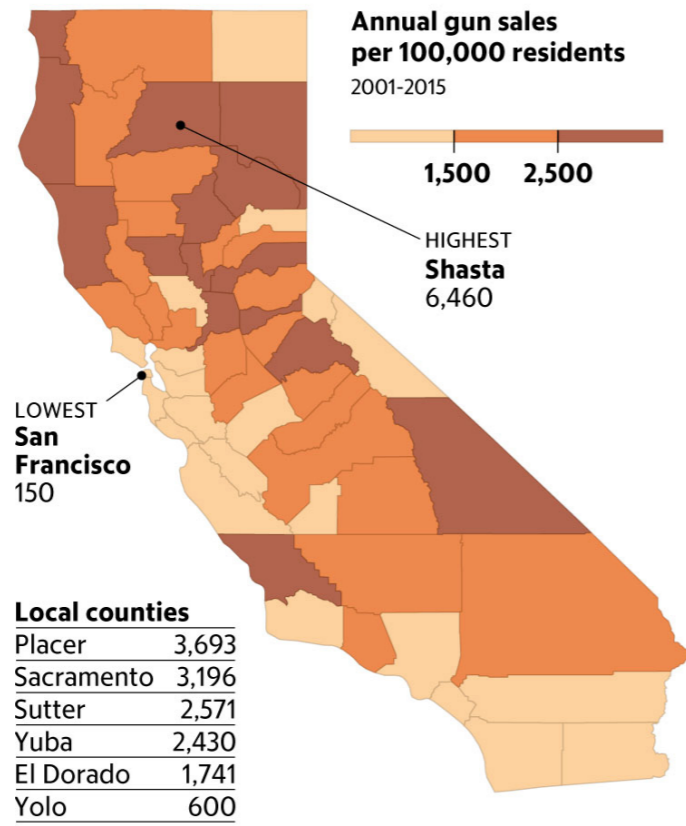 Annual gun sales
per 100,000 residents
2001-2015
1,500 2,500
HIGHEST
Shasta
6,460
LOWEST
San
Francisco
150
Local counties
Placer 3,693
Sacramento 3,196
Sutter 2,571
Yuba 2,430
El Dorado 1,741
Yolo 600